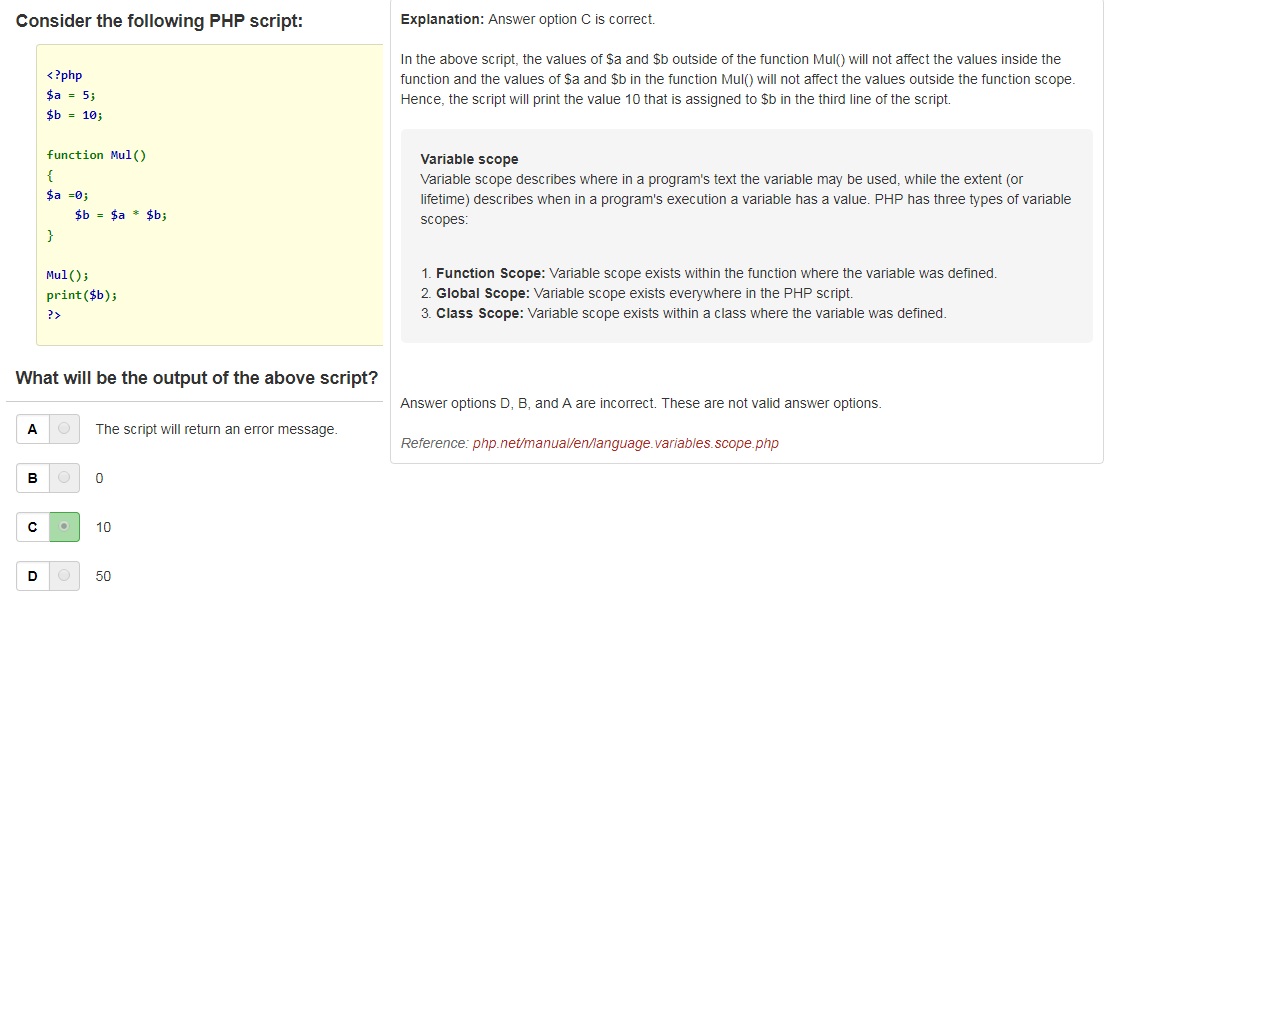 Consider the following PHP script:
<?php
$a = 5;
$b = 10;
function Mul()
{
$a =0;
$b = $a * $b;
}
Mul();
print($b);
?>
What will be the output of the above script?
A The script will return an error message.
B 0
C 10
D 50
Explanation: Answer option C is correct.
In the above script, the values of $a and $b outside of the function Mul() will not affect the values inside the
function and the values of $a and $b in the function Mul() will not affect the values outside the function scope.
Hence, the script will print the value 10 that is assigned to $b in the third line of the script.
Variable scope
Variable scope describes where in a program's text the variable may be used, while the extent (or
lifetime) describes when in a program's execution a variable has a value. PHP has three types of variable
scopes:
1. Function Scope: Variable scope exists within the function where the variable was defined.
2. Global Scope: Variable scope exists everywhere in the PHP script.
3. Class Scope: Variable scope exists within a class where the variable was defined.
Answer options D, B, and A are incorrect. These are not valid answer options.
Reference: php.net/manual/en/language.variables.scope.php